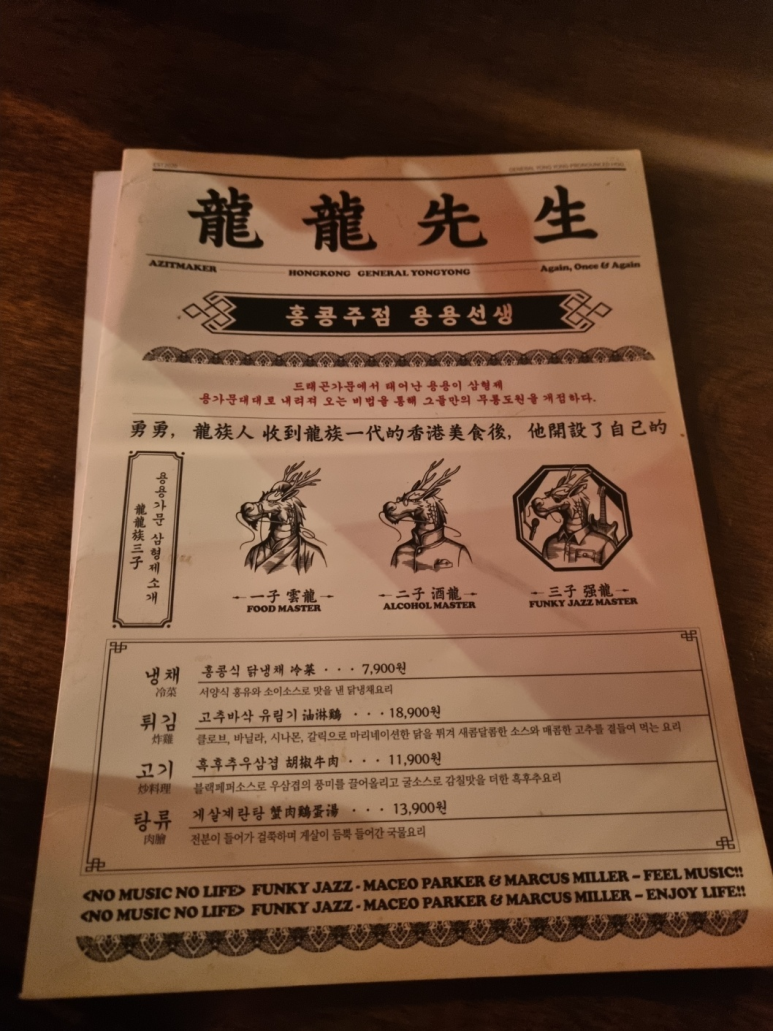 龍龍先生
AZITMAKER HONGKONG GENERAL YONGYONG Again, Once & Again
홍콩주점 용용선생
드래곤가문에서 태어난 용용이 삼형제
용가문대대로 내려져 오는 비법을 통해 그들만의 무릉도원을 개점하다.
勇勇, 龍族人 收到龍族一代的香港美食後, 他開設了自己的
용용가문 삼형제소개
龍龍族三子
一子 雲龍
FOOD MASTER
二子 酒龍
ALCOHOL MASTER
三子 强龍
FUNKY JAZZ MASTER
냉채 홍콩식 닭냉채 冷菜 · · · 7,900원
冷菜 서양식 홍유와 소이소스로 맛을 낸 닭냉채요리
튀김 고추바삭 유림기 油淋鷄 · · · 18,900원
炸雞 클로브, 바닐라, 시나몬, 갈릭으로 마리네이션한 닭을 튀겨 새콤달콤한 소스와 매콤한 고추를 곁들여 먹는 요리
고기 흑후추우삼겹 胡椒牛肉 · · · 11,900원
炒料理 블랙페퍼소스로 우삼겹의 풍미를 끌어올리고 굴소스로 감칠맛을 더한 흑후추요리
탕류 게살계란탕 蟹肉鷄蛋湯 · · · 13,900원
肉膾 전분이 들어가 걸쭉하며 게살이 듬뿍 들어간 국물요리
<NO MUSIC NO LIFE> FUNKY JAZZ - MACEO PARKER & MARCUS MILLER – FEEL MUSIC!!
<NO MUSIC NO LIFE> FUNKY JAZZ - MACEO PARKER & MARCUS MILLER – ENJOY LIFE!!